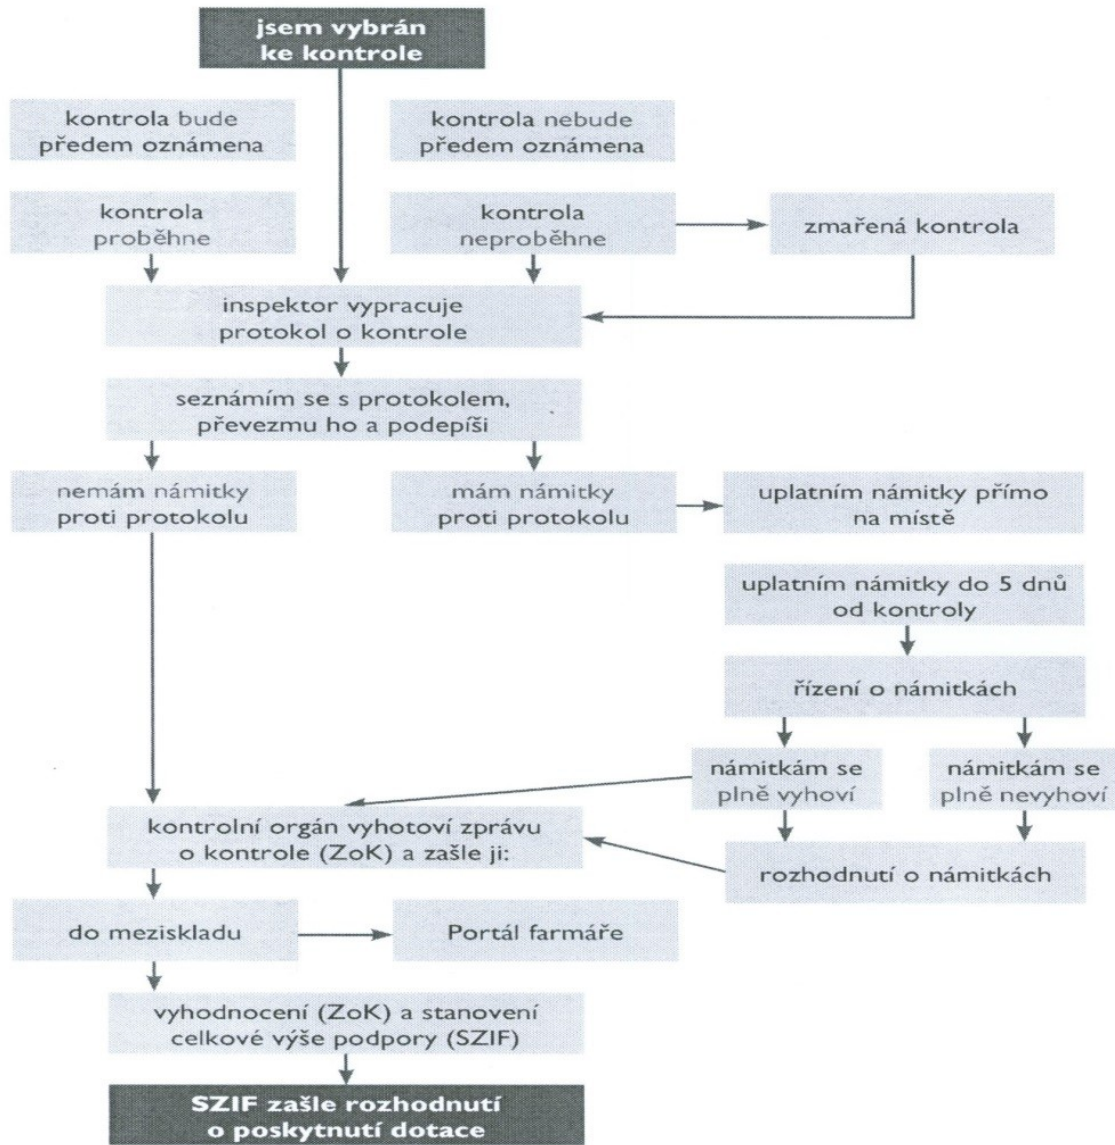 jsem vybrán
ke kontrole
kontrola bude
předem oznámena
kontrola nebude
předem oznámena
kontrola
proběhne
kontrola
neproběhne
zmařená kontrola
inspektor vypracuje
protokol o kontrole
seznámím se s protokolem,
převezmu ho a podepíši
nemám námitky
proti protokolu
mám námitky
proti protokolu
uplatním námitky přímo
na místě
uplatním námitky do 5 dnů
od kontroly
řízení o námitkách
námitkám se
plně vyhoví
námitkám se
plně nevyhoví
kontrolní orgán vyhotoví zprávu
o kontrole (ZoK) a zašle ji:
rozhodnutí o námitkách
do meziskladu
Portál farmáře
vyhodnocení (ZoK) a stanovení
celkové výše podpory (SZIF)
SZIF zašle rozhodnutí
o poskytnutí dotace